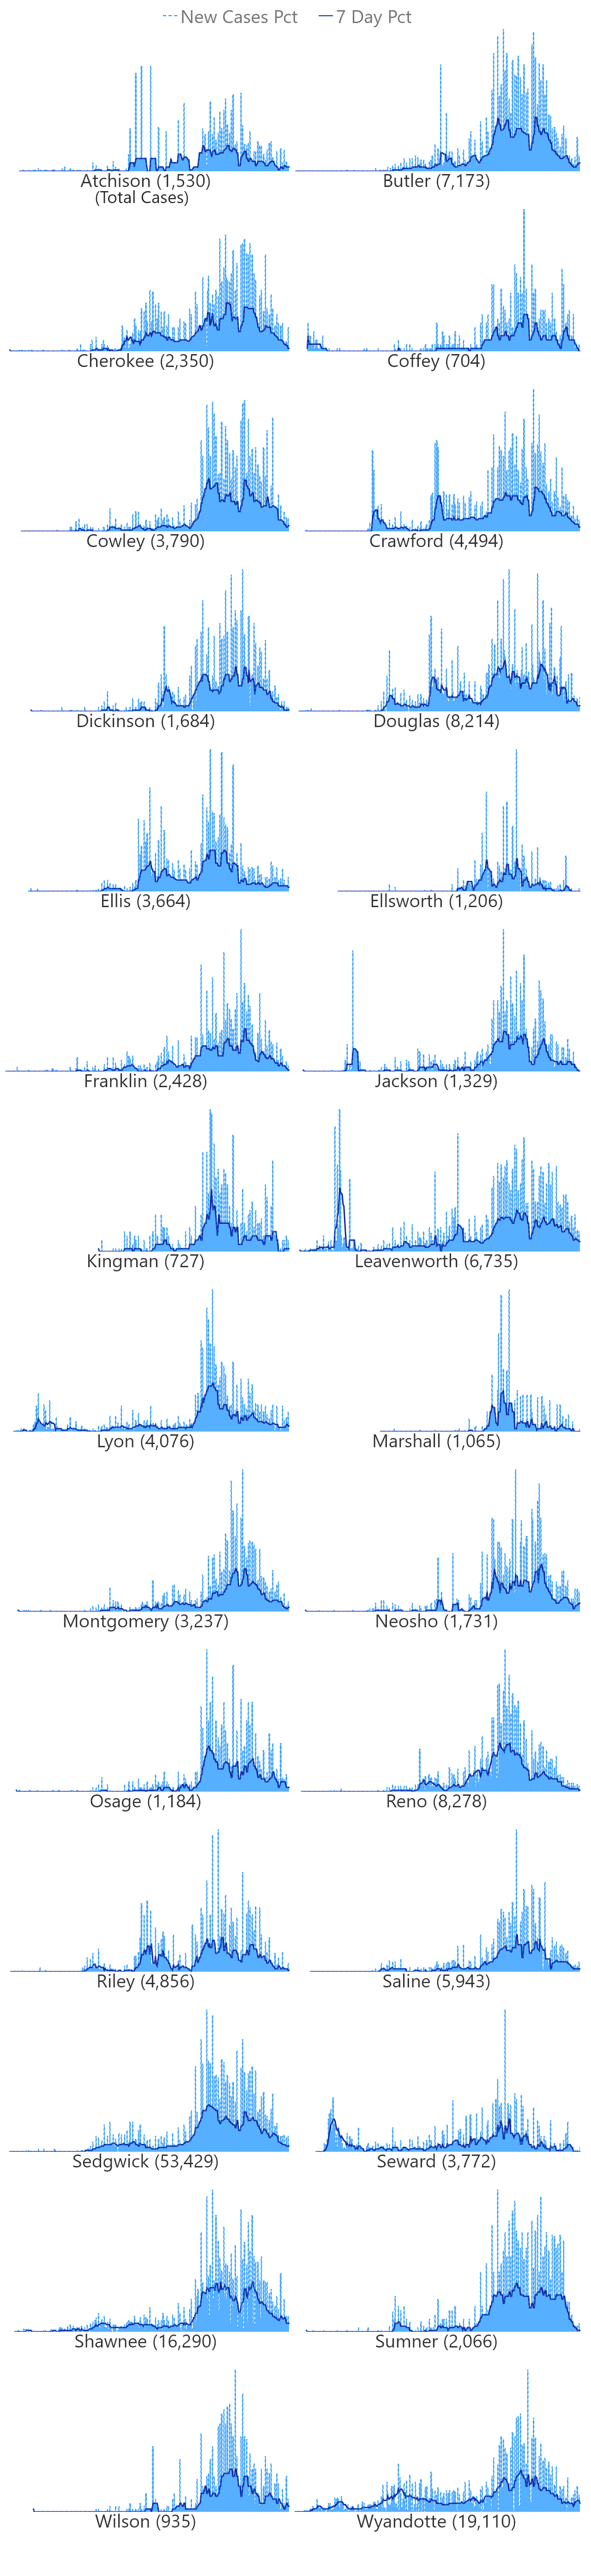 New Cases Pct 7 Day Pct
Atchison (1,530) Butler (7,173)
(Total Cases)
Cherokee (2,350) Coffey (704)
Cowley (3,790) Crawford (4,494)
Dickinson (1,684) Douglas (8,214)
Ellis (3,664) Ellsworth (1,206)
Franklin (2,428) Jackson (1,329)
Kingman (727) Leavenworth (6,735)
Lyon (4,076) Marshall (1,065)
Montgomery (3,237) Neosho (1,731)
Osage (1,184) Reno (8,278)
Riley (4,856) Saline (5,943)
Sedgwick (53,429) Seward (3,772)
Shawnee (16,290) Sumner (2,066)
Wilson (935) Wyandotte (19,110)